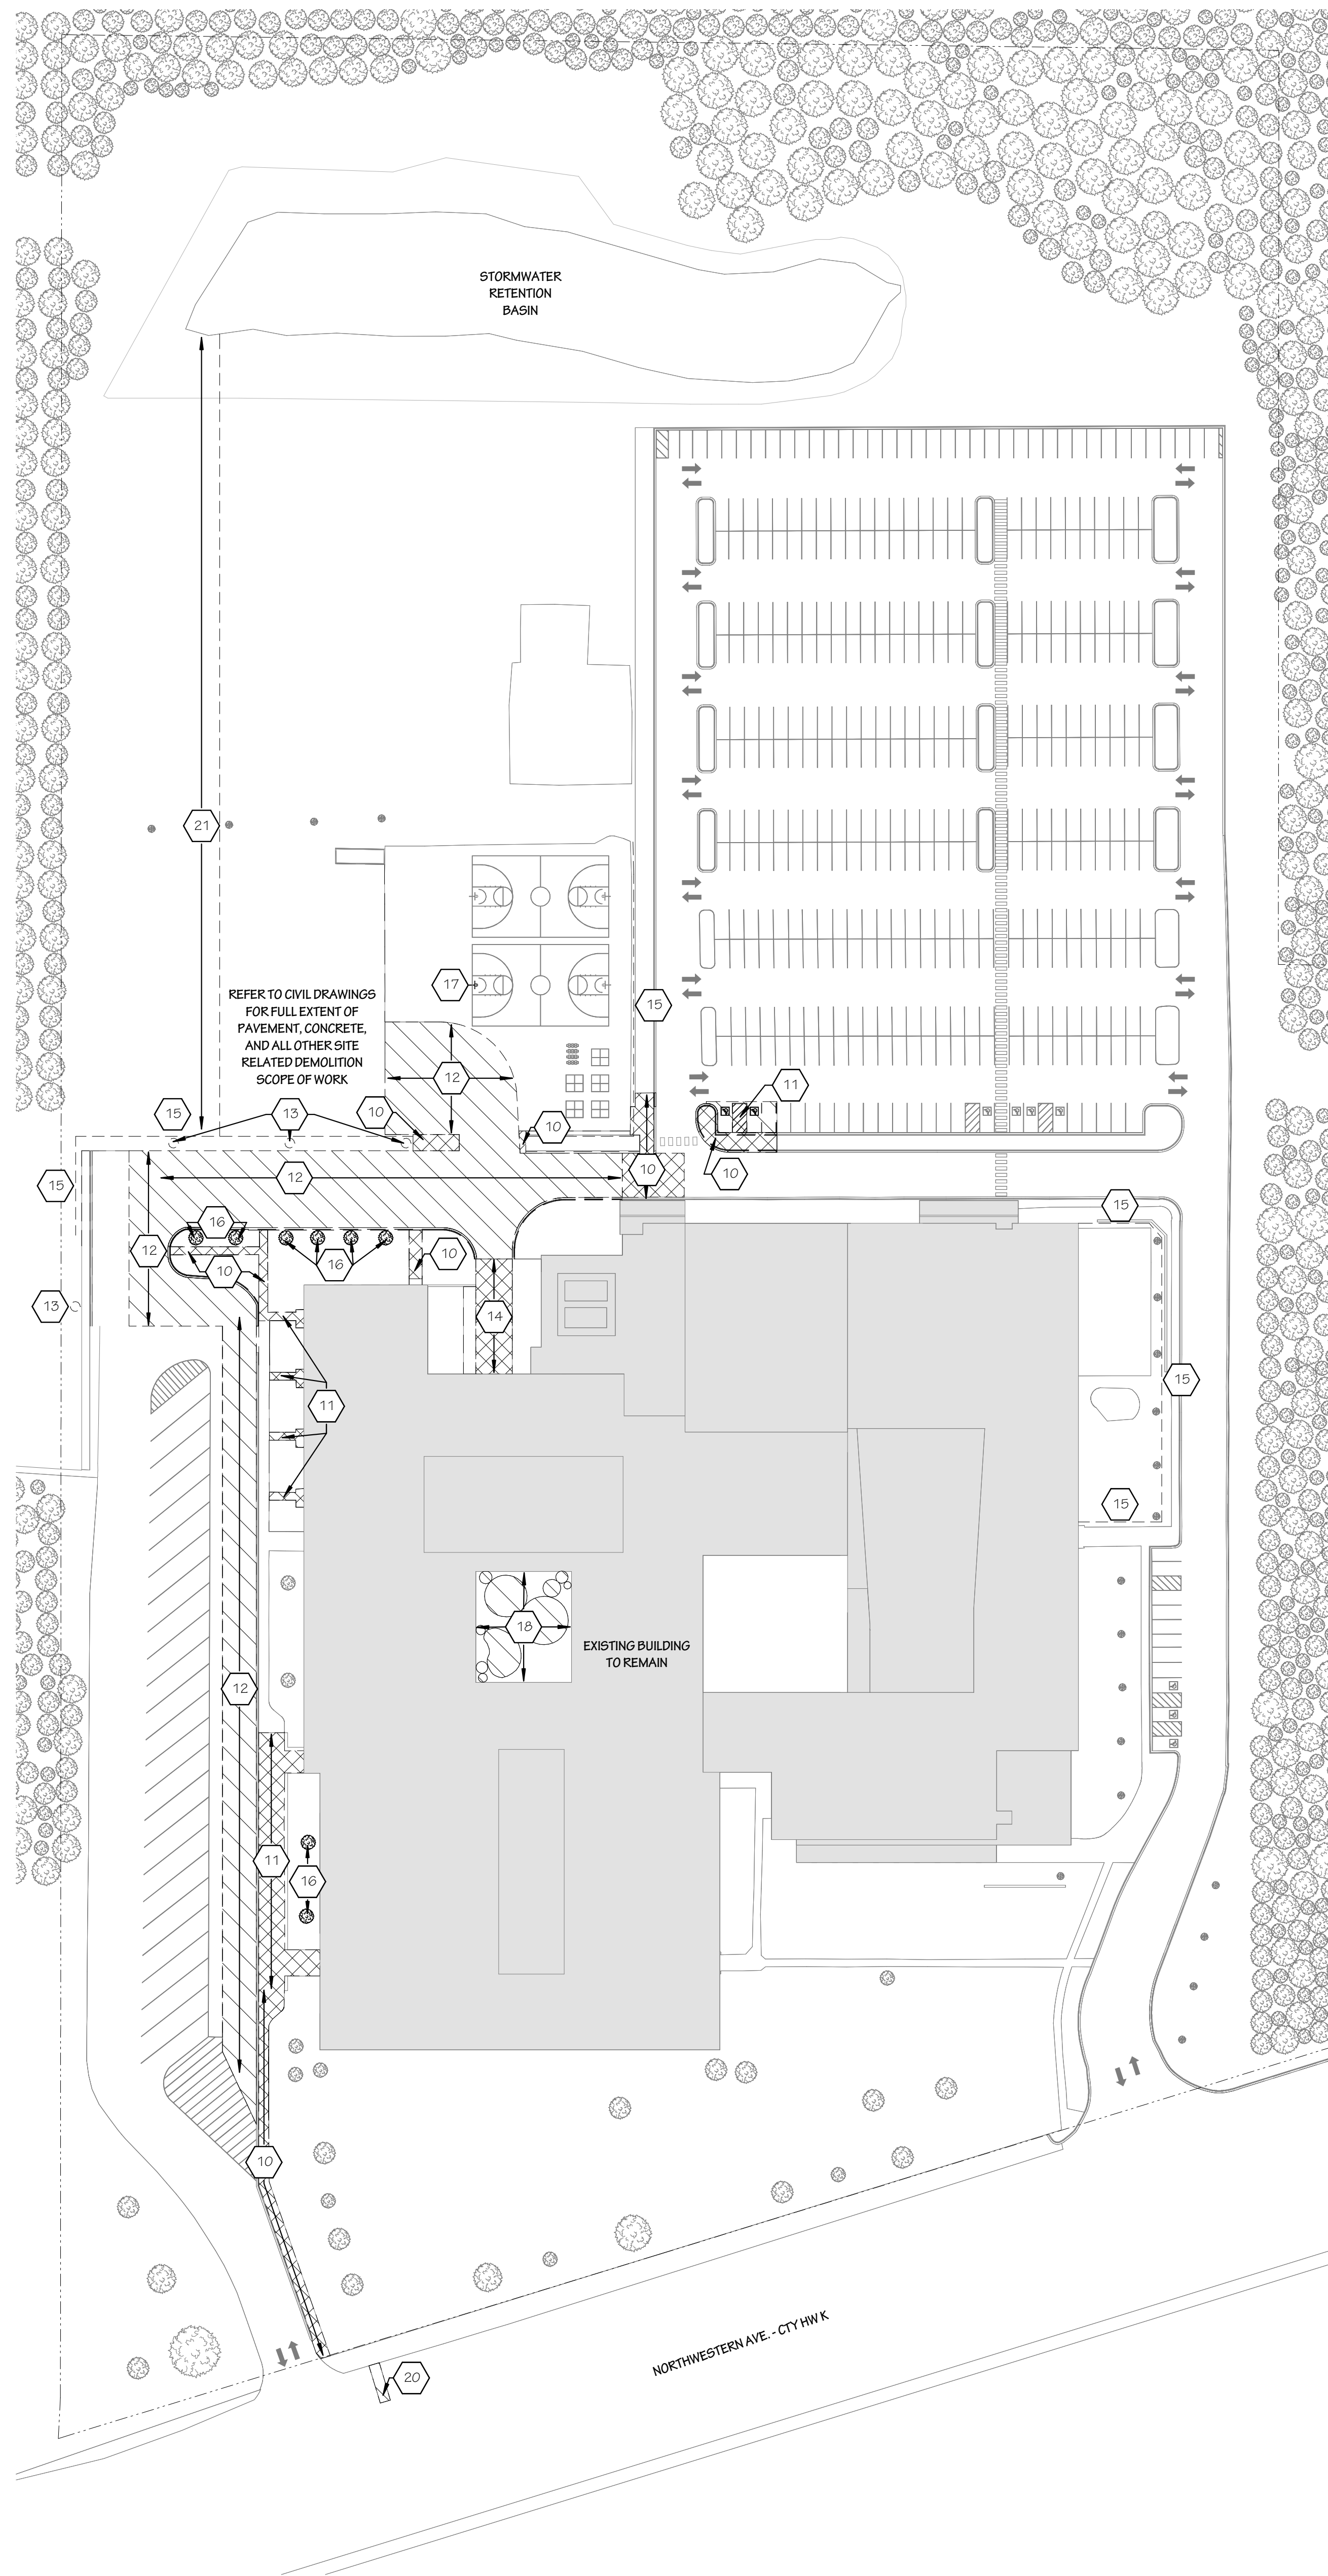 STORMWATER
RETENTION
BASIN
21
17
15
REFER TO CIVIL DRAWINGS
FOR FULL EXTENT OF
PAVEMENT, CONCRETE,
AND ALL OTHER SITE
RELATED DEMOLITION
SCOPE OF WORK
12
11
15
13
10
10
10
10
15
12
15
16
12
10
16
10
13
14
15
11
15
18
EXISTING BUILDING
TO REMAIN
12
11
16
10
NORTHWESTERN AVE. - CTY HW K
20